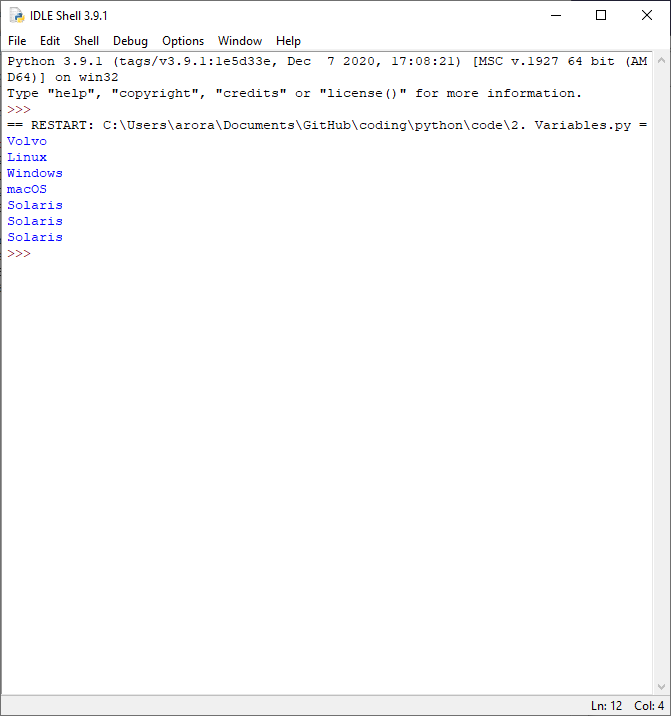 IDLE Shell 3.9.1
File Edit Shell Debug Options Window Help
Python 3.9.1 (tags/v3.9.1:1e5d33e, Dec  7 2020, 17:08:21) [MSC v.1927 64 bit (AM
D64)] on win32
Type "help", "copyright", "credits" or "license()" for more information.
>>>
== RESTART: C:\Users\arora\Documents\GitHub\coding\python\code\2. Variables.py =
Volvo
Linux
Windows
macOS
Solaris
Solaris
Solaris
>>>
Ln: 12 Col: 4